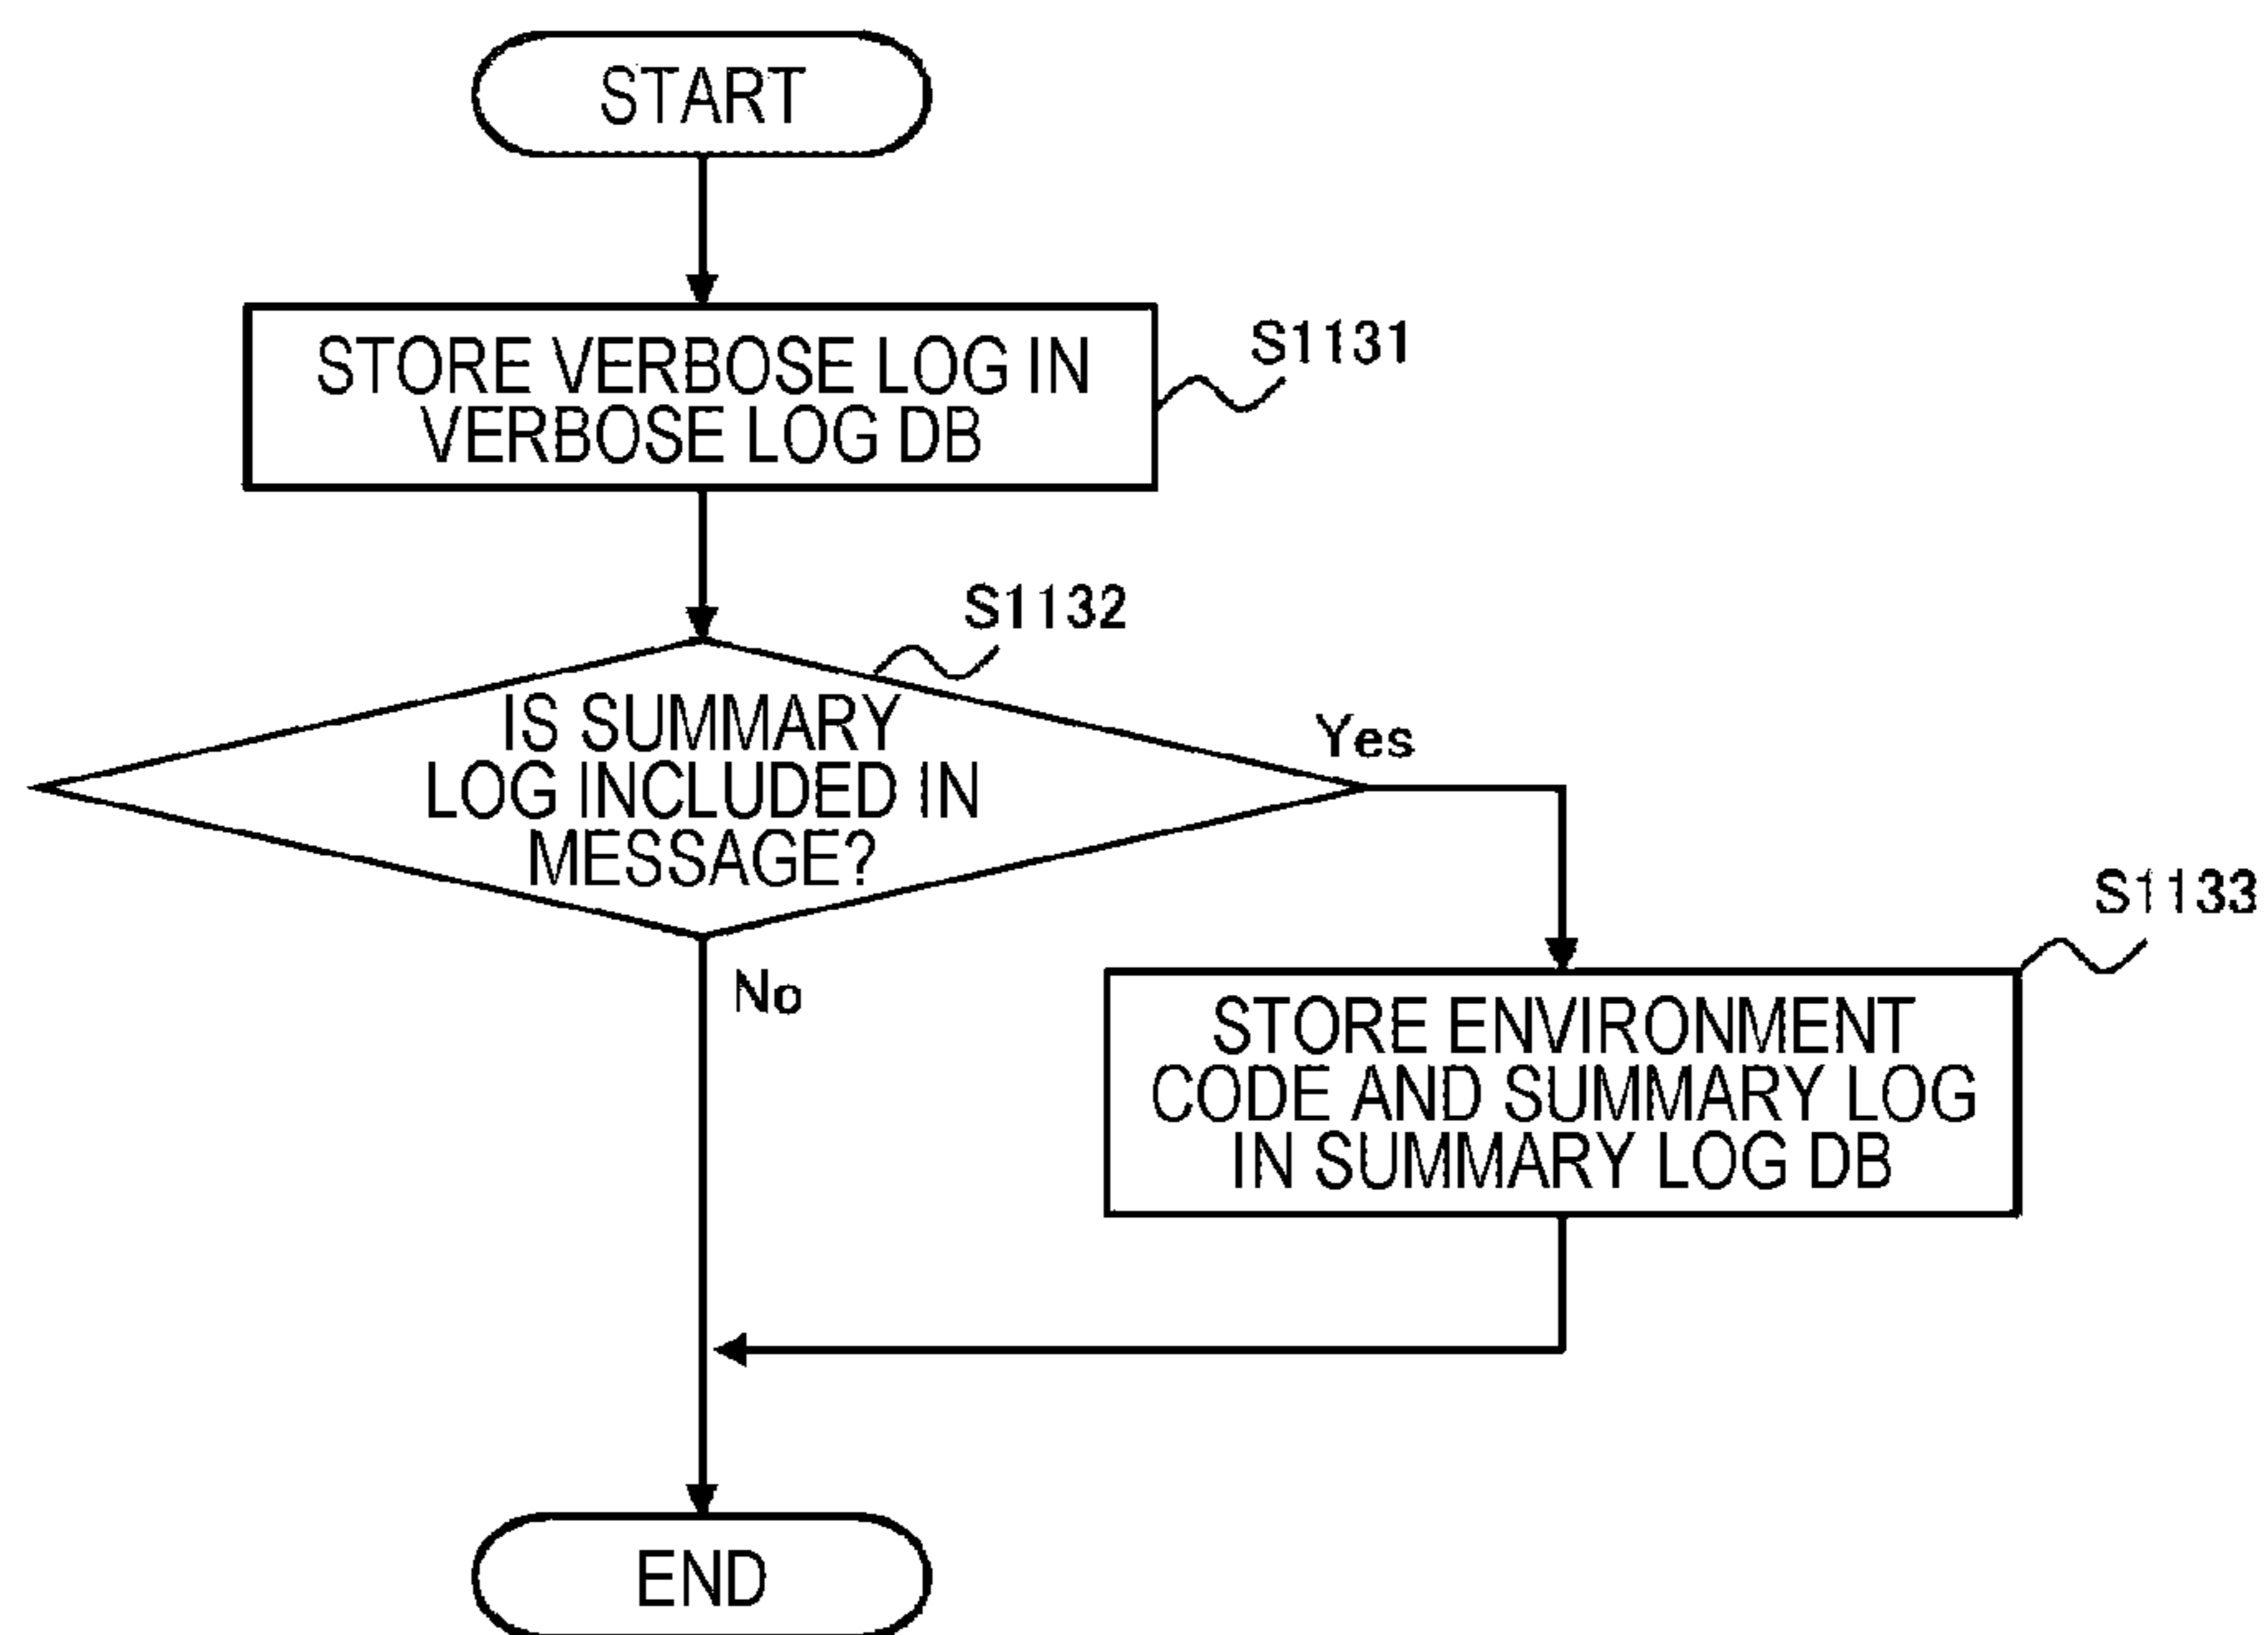 START
STORE VERBOSE LOG IN
VERBOSE LOG DB
S1131
S1132
IS SUMMARY
LOG INCLUDED IN
MESSAGE?
Yes
No
S1133
STORE ENVIRONMENT
CODE AND SUMMARY LOG
IN SUMMARY LOG DB
END